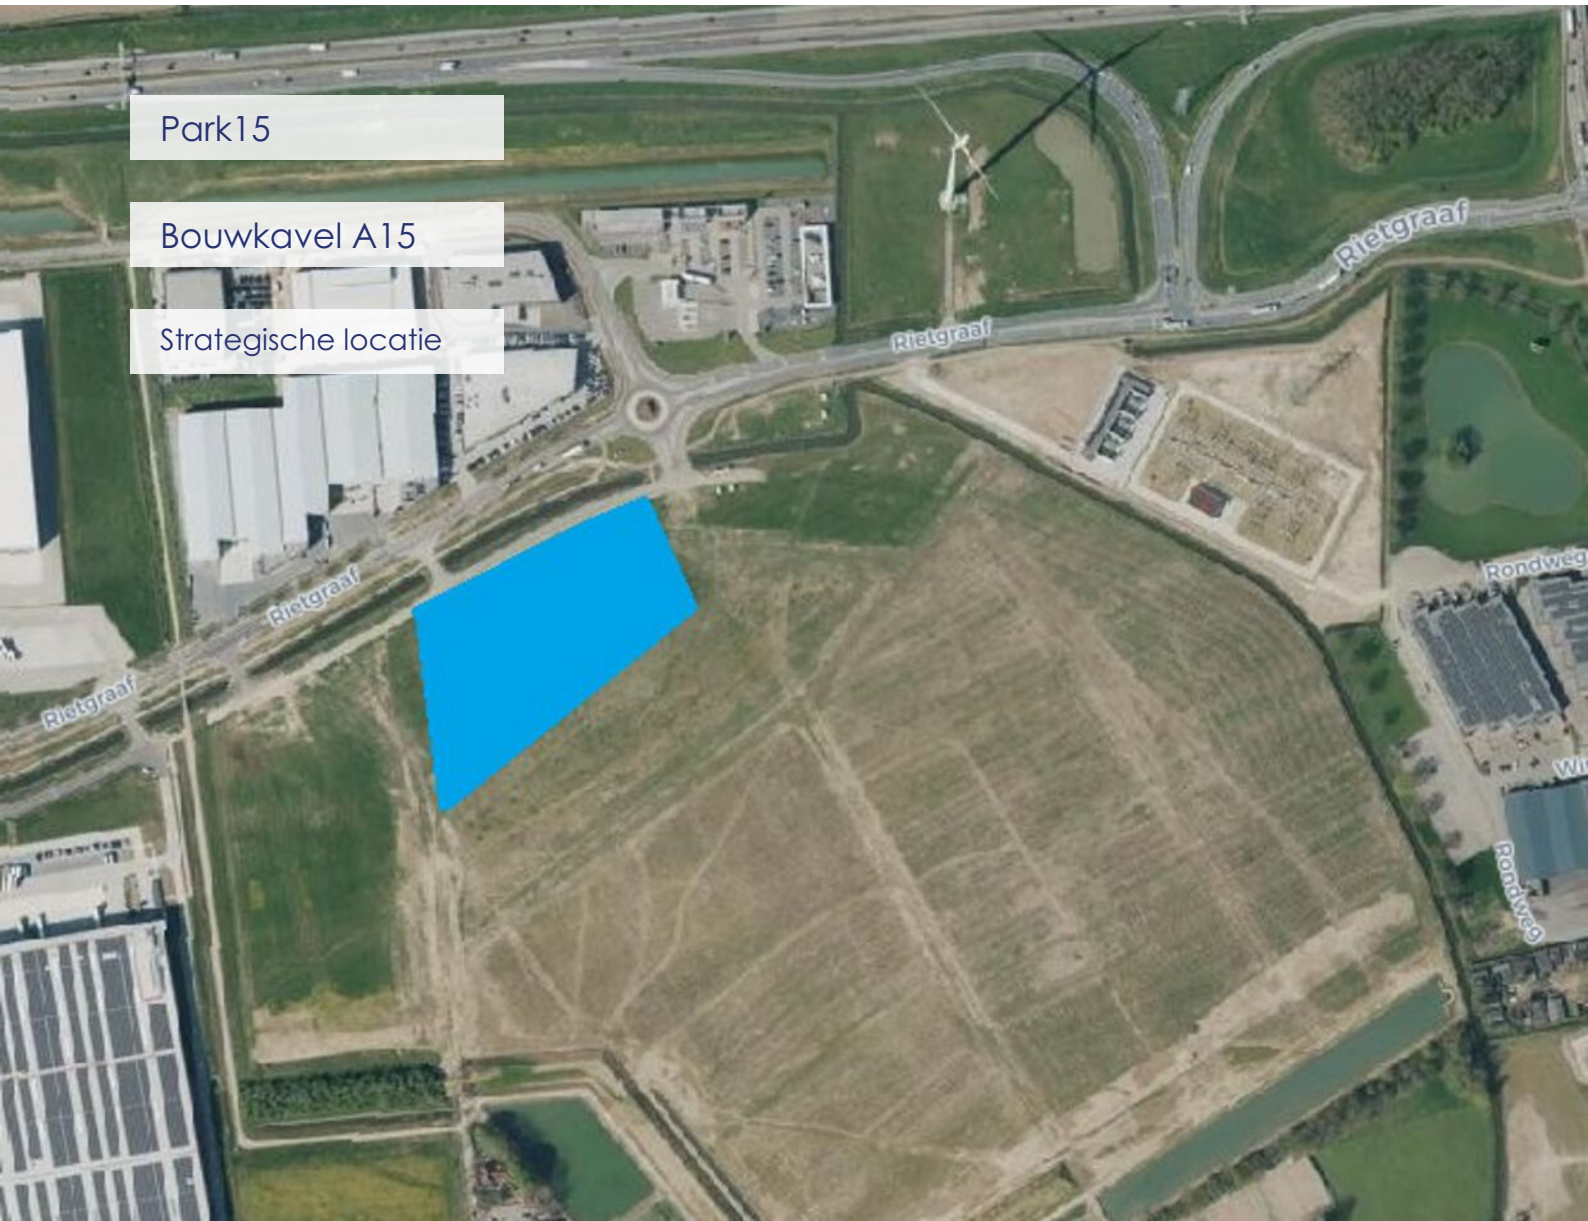 Park15
Bouwkavel A15
Strategische locatie
Rietgraaf
Rietgraaf
Rietgraaf
Rietgraaf
Rondweg
Rondweg